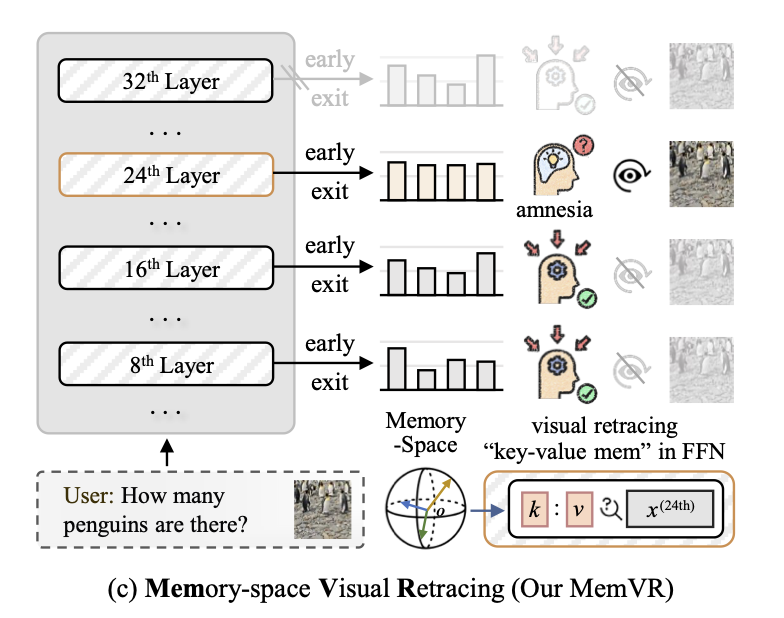 32th Layer
early
exit
. . .
24th Layer
early
exit
?
amnesia
. . .
16th Layer
early
exit
. . .
8th Layer
early
exit
. . .
Memory
-Space
visual retracing
“key-value mem” in FFN
User: How many
penguins are there?
o
k : v ? x(24th)
(c) Memory-space Visual Retracing (Our MemVR)